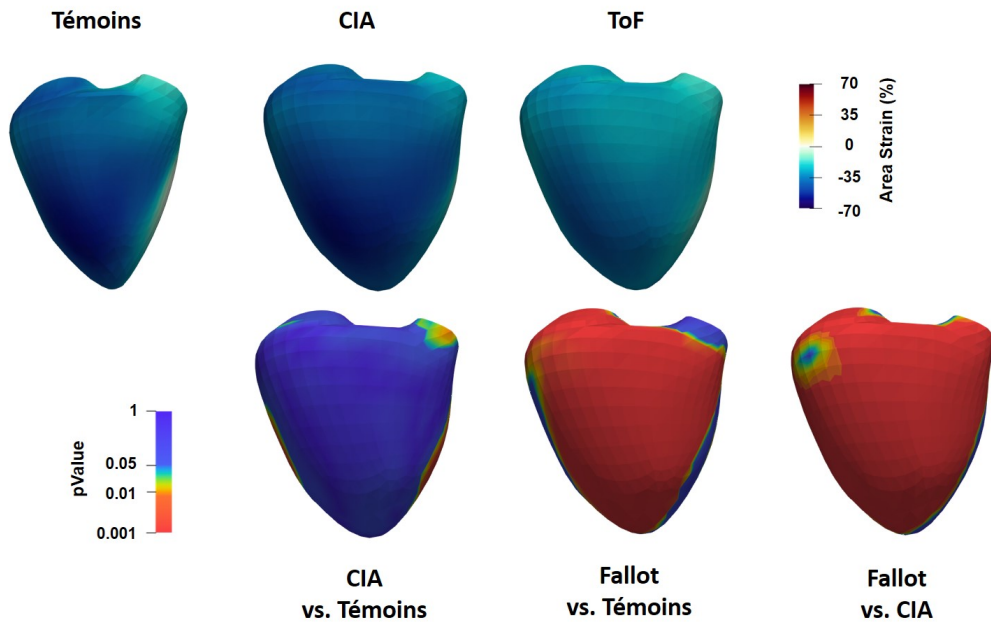 Témoins
CIA
ToF
70
35
0
-35
-70
Area Strain (%)
1
0.05
0.01
0.001
pValue
CIA
vs. Témoins
Fallot
vs. Témoins
Fallot
vs. CIA